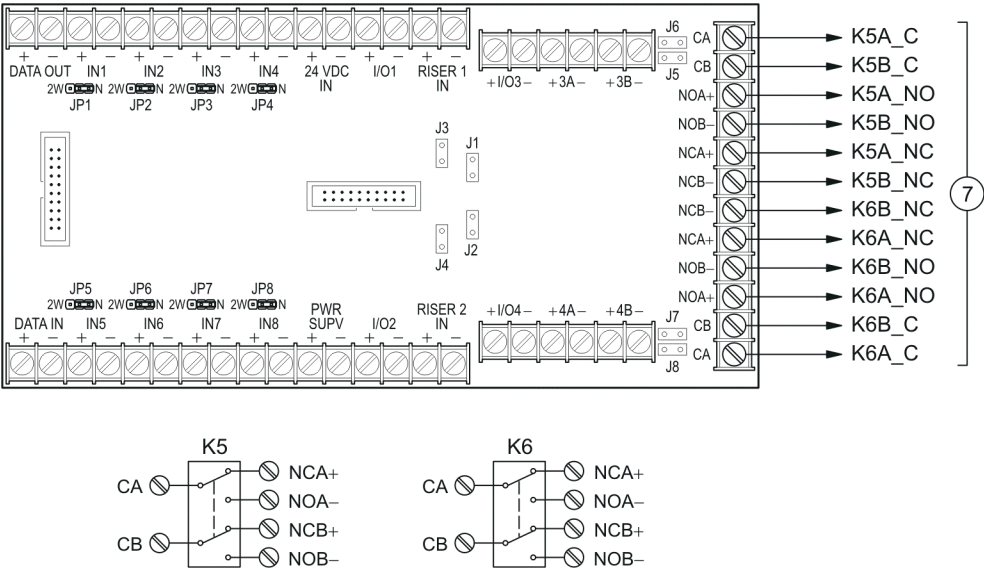 + − + − + − + − + − + − + − + −
DATA OUT IN1 IN2 IN3 IN4 24 VDC IN I/O1 RISER 1 IN
2W N 2W N 2W N 2W N
JP1 JP2 JP3 JP4
+I/O3− +3A− +3B−
J6
J5
J3
J1
J4
J2
JP5 JP6 JP7 JP8
2W N 2W N 2W N 2W N
DATA IN IN5 IN6 IN7 IN8 PWR SUPV I/O2 RISER 2 IN
+ − + − + − + − + − + − + − + −
+I/O4− +4A− +4B−
J7
J8
CA K5A_C
CB K5B_C
NOA+ K5A_NO
NOB− K5B_NO
NCA+ K5A_NC
NCB− K5B_NC
NCB− K6B_NC
NCA+ K6A_NC
NOB− K6B_NO
NOA+ K6A_NO
CB K6B_C
CA K6A_C
7
K5
CA
CB
NCA+
NOA−
NCB+
NOB−
K6
CA
CB
NCA+
NOA−
NCB+
NOB−